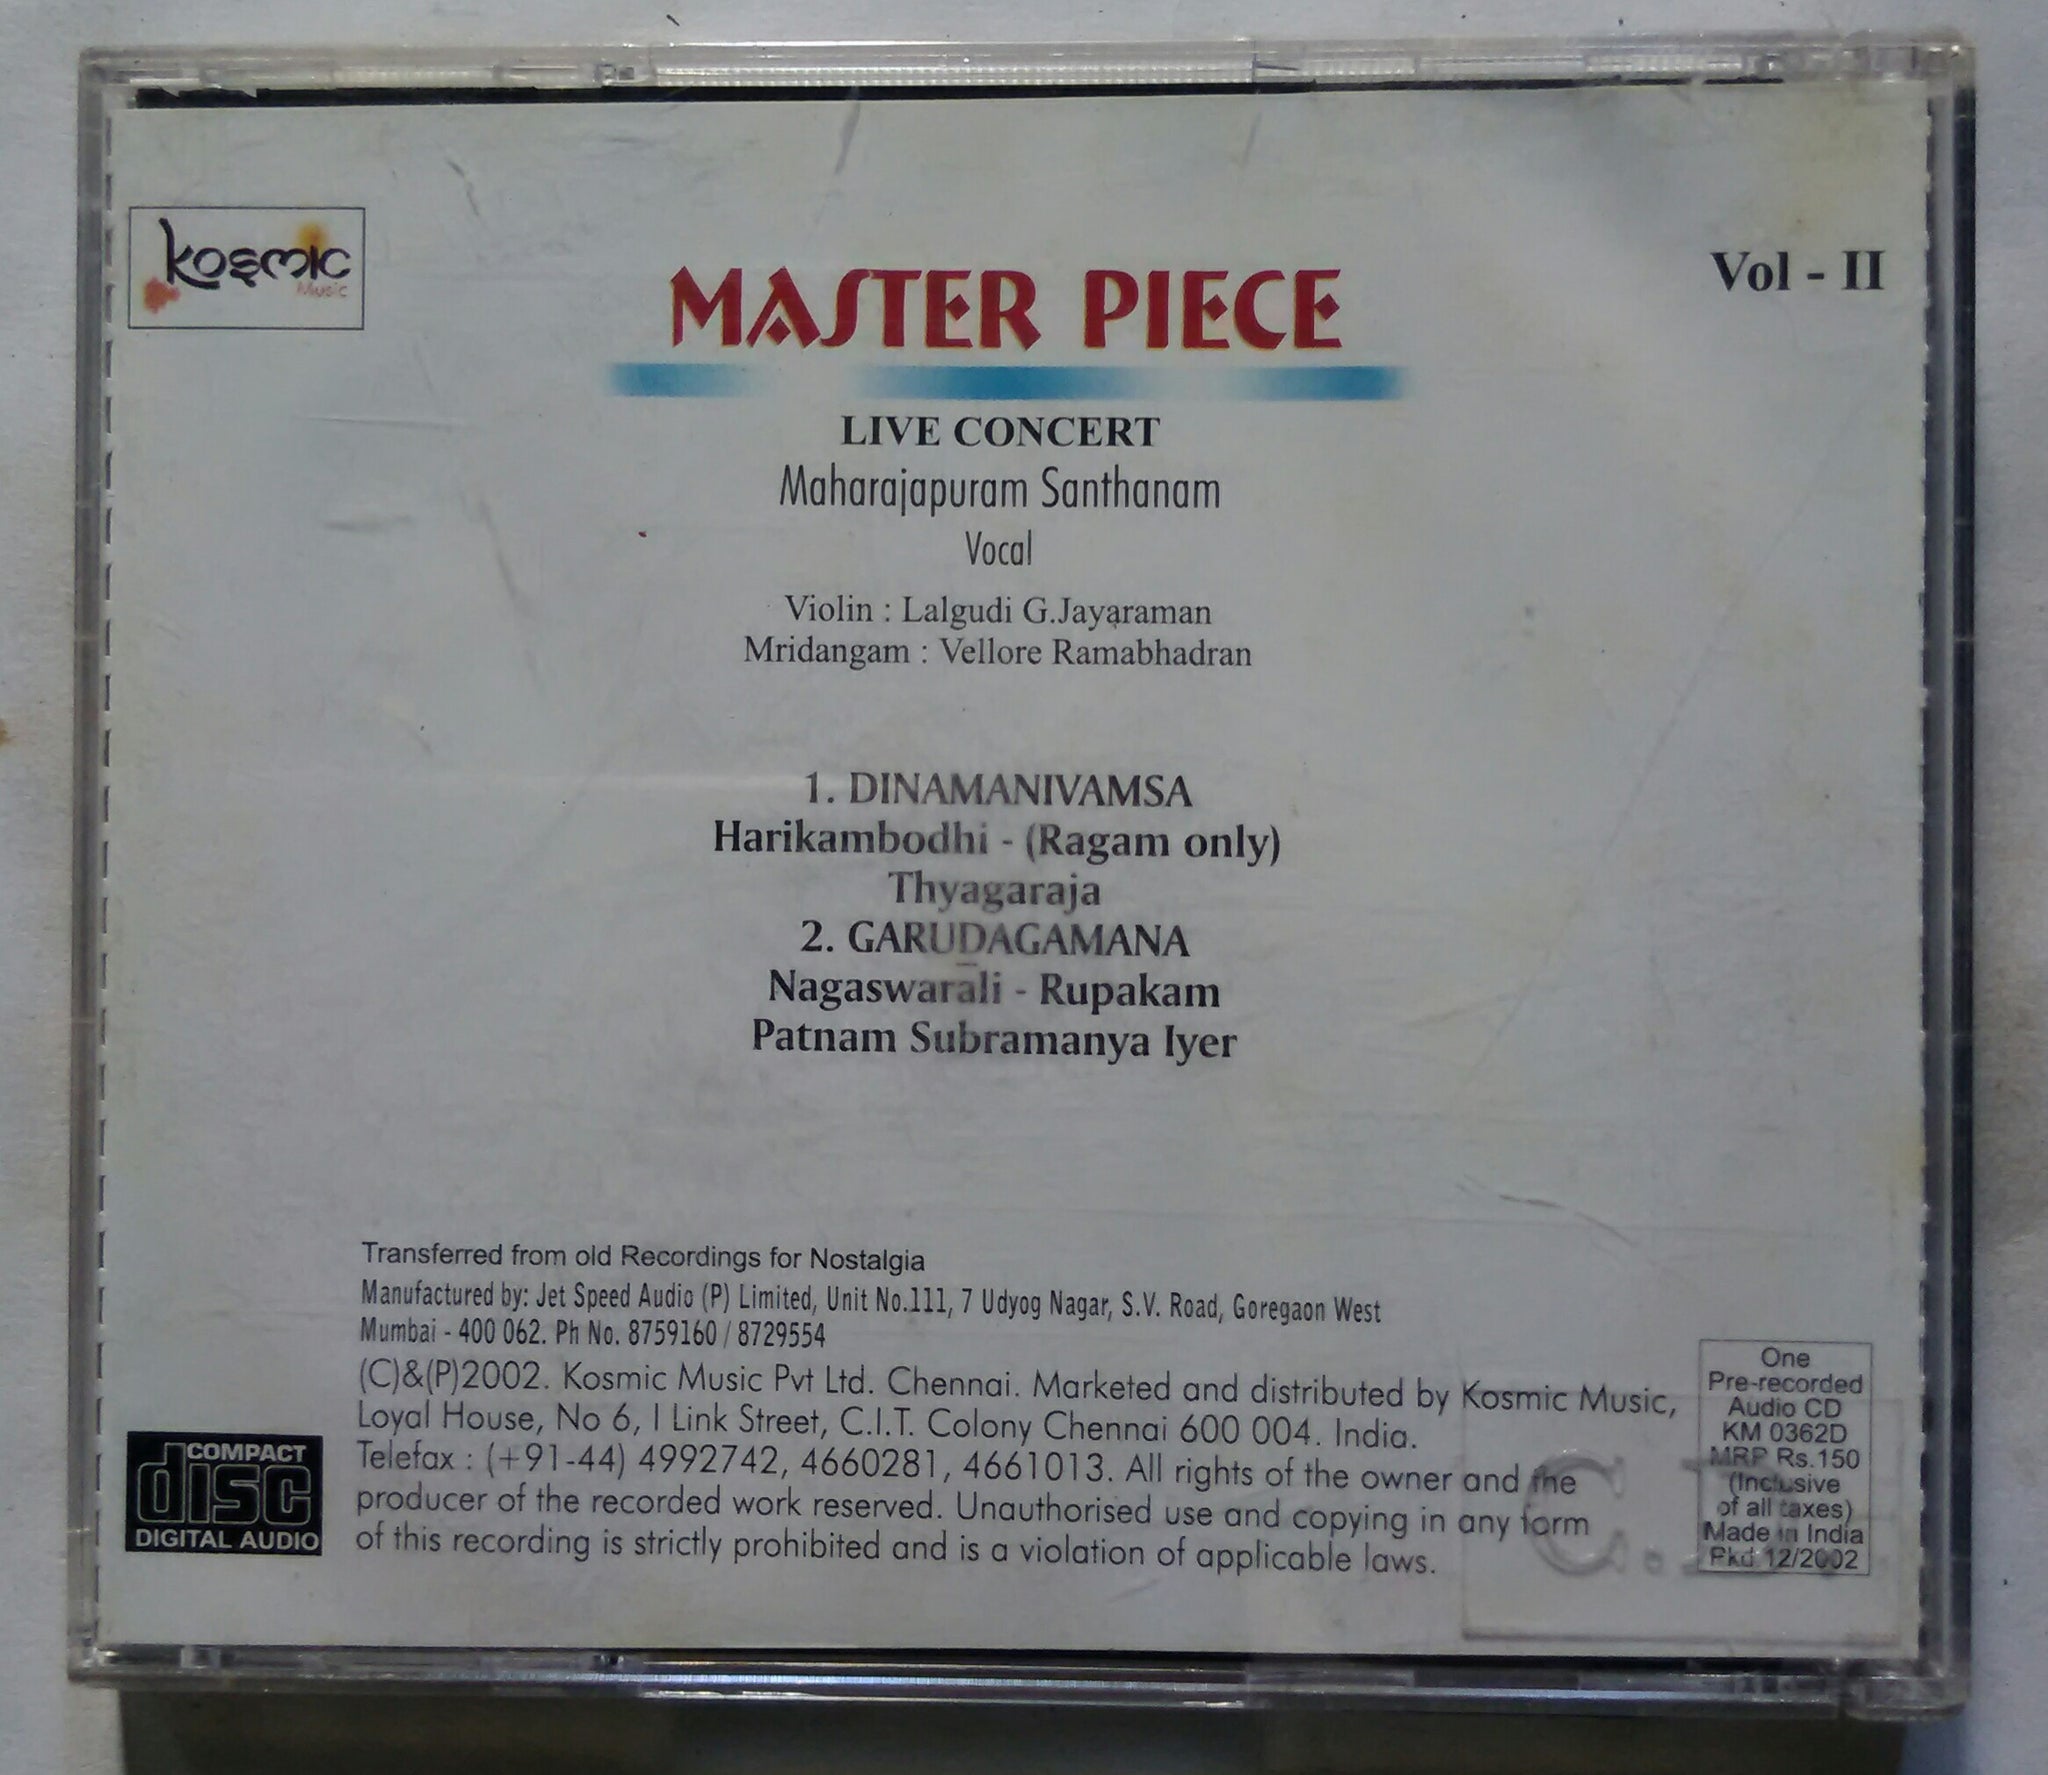 Kosmic
Music
MASTER PIECE
Vol - II
LIVE CONCERT
Maharajapuram Santhanam
Vocal
Violin : Lalgudi G.Jayaraman
Mridangam : Vellore Ramabhadran
1. DINAMANIVAMSA
Harikambodhi - (Ragam only)
Thyagaraja
2. GARUDAGAMANA
Nagaswarali - Rupakam
Patnam Subramanya Iyer
Transferred from old Recordings for Nostalgia
Manufactured by: Jet Speed Audio (P) Limited, Unit No.111, 7 Udyog Nagar, S.V. Road, Goregaon West
Mumbai - 400 062. Ph No. 8759160 / 8729554
(C)&(P)2002. Kosmic Music Pvt Ltd. Chennai. Marketed and distributed by Kosmic Music,
Loyal House, No 6, I Link Street, C.I.T. Colony Chennai 600 004. India.
Telefax : (+91-44) 4992742, 4660281, 4661013. All rights of the owner and the
producer of the recorded work reserved. Unauthorised use and copying in any form
of this recording is strictly prohibited and is a violation of applicable laws.
COMPACT
disc
DIGITAL AUDIO
One
Pre-recorded
Audio CD
KM 0362D
MRP Rs.150
(Inclusive
of all taxes)
Made in India
Pkd 12/2002